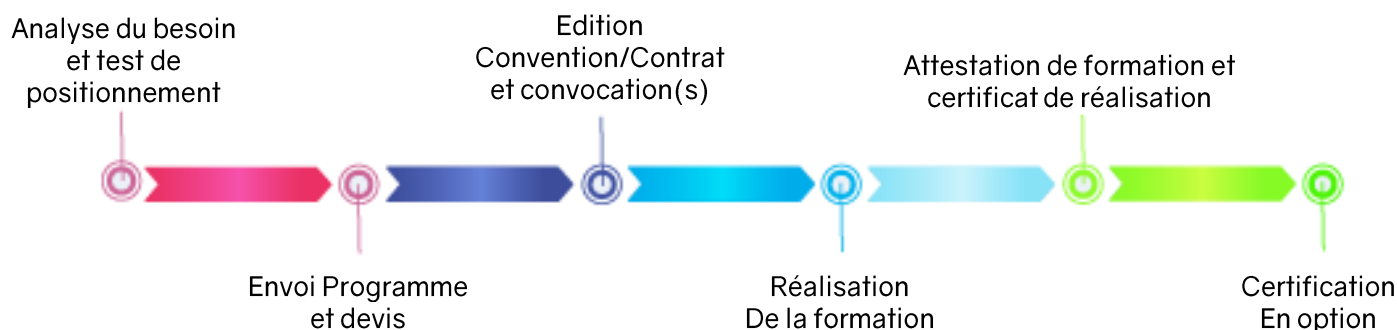 Analyse du besoin
et test de
positionnement
Envoi Programme
et devis
Edition
Convention/Contrat
et convocation(s)
Réalisation
De la formation
Attestation de formation et
certificat de réalisation
Certification
En option